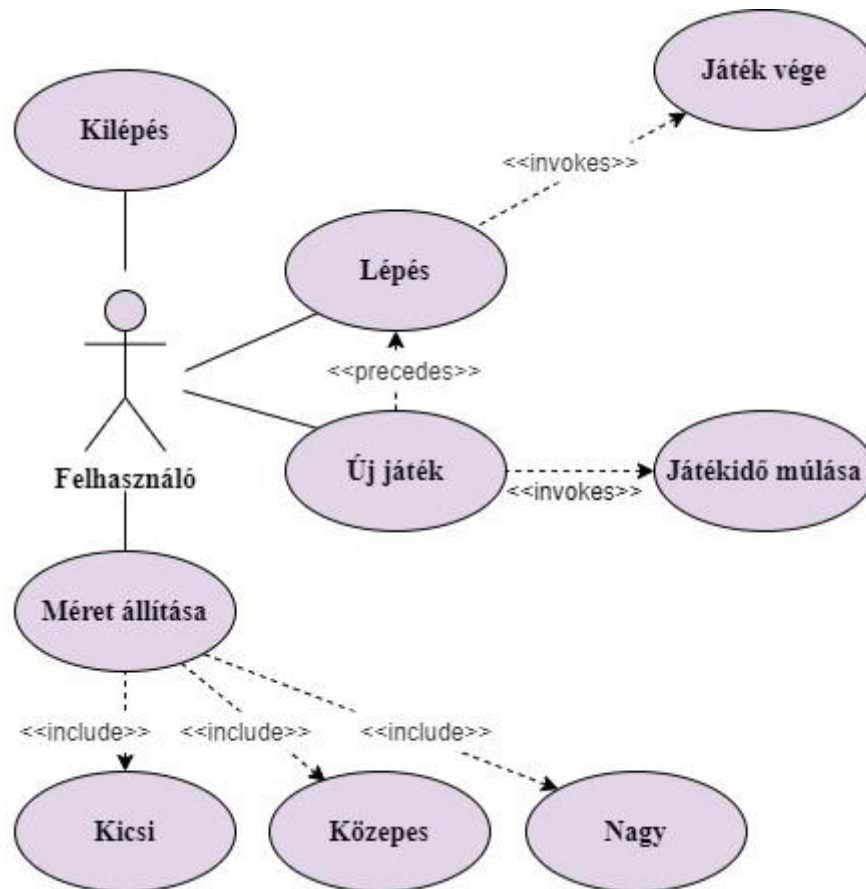 Játék vége
Kilépés
<<invokes>>
Lépés
<<precedes>>
Felhasználó
Új játék
Játékidő múlása
<<invokes>>
Méret állítása
<<include>>
<<include>>
<<include>>
Kicsi
Közepes
Nagy